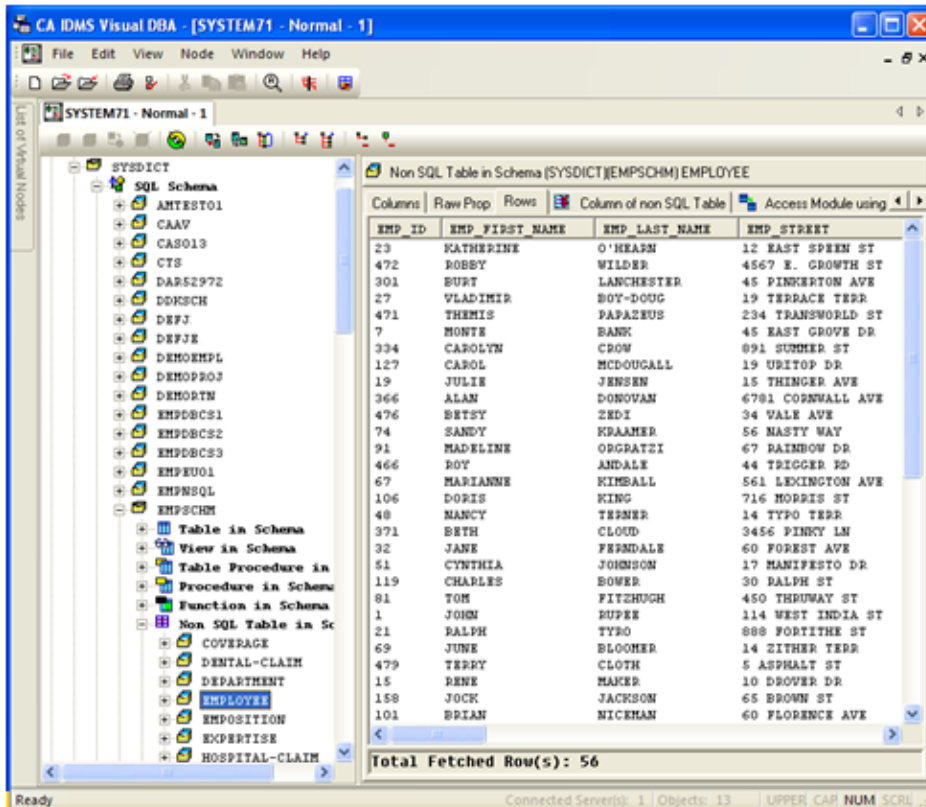 CA IDMS Visual DBA - [SYSTEM71 - Normal - 1]
File Edit View Node Window Help
List of Virtual Nodes
SYSTEM71 - Normal - 1
SYSDICT
SQL Schema
AMTEST01
CAAV
CAS013
CTS
DARS2972
DDKSCH
DEFJ
DEFJE
DEMOEMPL
DEMOPROJ
DEMORTN
EMPDBCS1
EMPDBCS2
EMPDBCS3
EMPEU01
EMPNSQL
EMPSCHM
Table in Schema
View in Schema
Table Procedure in
Procedure in Schema
Function in Schema
Non SQL Table in Sc
COVERAGE
DENTAL-CLAIM
DEPARTMENT
EMPLOYEE
EMPOSITION
EXPERTISE
HOSPITAL-CLAIM
Non SQL Table in Schema (SYSDICT)(EMPSCHM) EMPLOYEE
Columns Raw Prop Rows Column of non SQL Table Access Module using
EMP_ID EMP_FIRST_NAME EMP_LAST_NAME EMP_STREET
23 KATHERINE O'HEARN 12 EAST SPEEN ST
472 ROBBY WILDER 4567 E. GROWTH ST
301 BURT LANCHESTER 45 PINKERTON AVE
27 VLADIMIR BOY-DOUG 19 TERRACE TERR
471 THEMIS PAPAZEUS 234 TRANSWORLD ST
7 MONTE BANK 45 EAST GROVE DR
334 CAROLYN CROW 891 SUMMER ST
127 CAROL MCDOUGALL 19 URITOP DR
19 JULIE JENSEN 15 THINGER AVE
366 ALAN DONOVAN 6781 CORNWALL AVE
476 BETSY ZEDI 34 VALE AVE
74 SANDY KRAAMER 56 NASTY WAY
91 MADELINE ORGRATZI 67 RAINBOW DR
466 ROY ANDALE 44 TRIGGER RD
67 MARIANNE KIMBALL 561 LEXINGTON AVE
106 DORIS KING 716 MORRIS ST
48 NANCY TERNER 14 TYPO TERR
371 BETH CLOUD 3456 PINKY LN
32 JANE FERNDALE 60 FOREST AVE
51 CYNTHIA JOHNSON 17 MANIFESTO DR
119 CHARLES BOWER 30 RALPH ST
81 TOM FITZHUGH 450 THRUWAY ST
1 JOHN RUPEE 114 WEST INDIA ST
21 RALPH TYRO 888 FORTITHE ST
69 JUNE BLOOMER 14 ZITHER TERR
479 TERRY CLOTH 5 ASPHALT ST
15 RENE MAKER 10 DROVER DR
158 JOCK JACKSON 65 BROWN ST
101 BRIAN NICEMAN 60 FLORENCE AVE
Total Fetched Row(s): 56
Ready Connected Server(s): 1 Objects: 13 UPPER CAP NUM SCRL